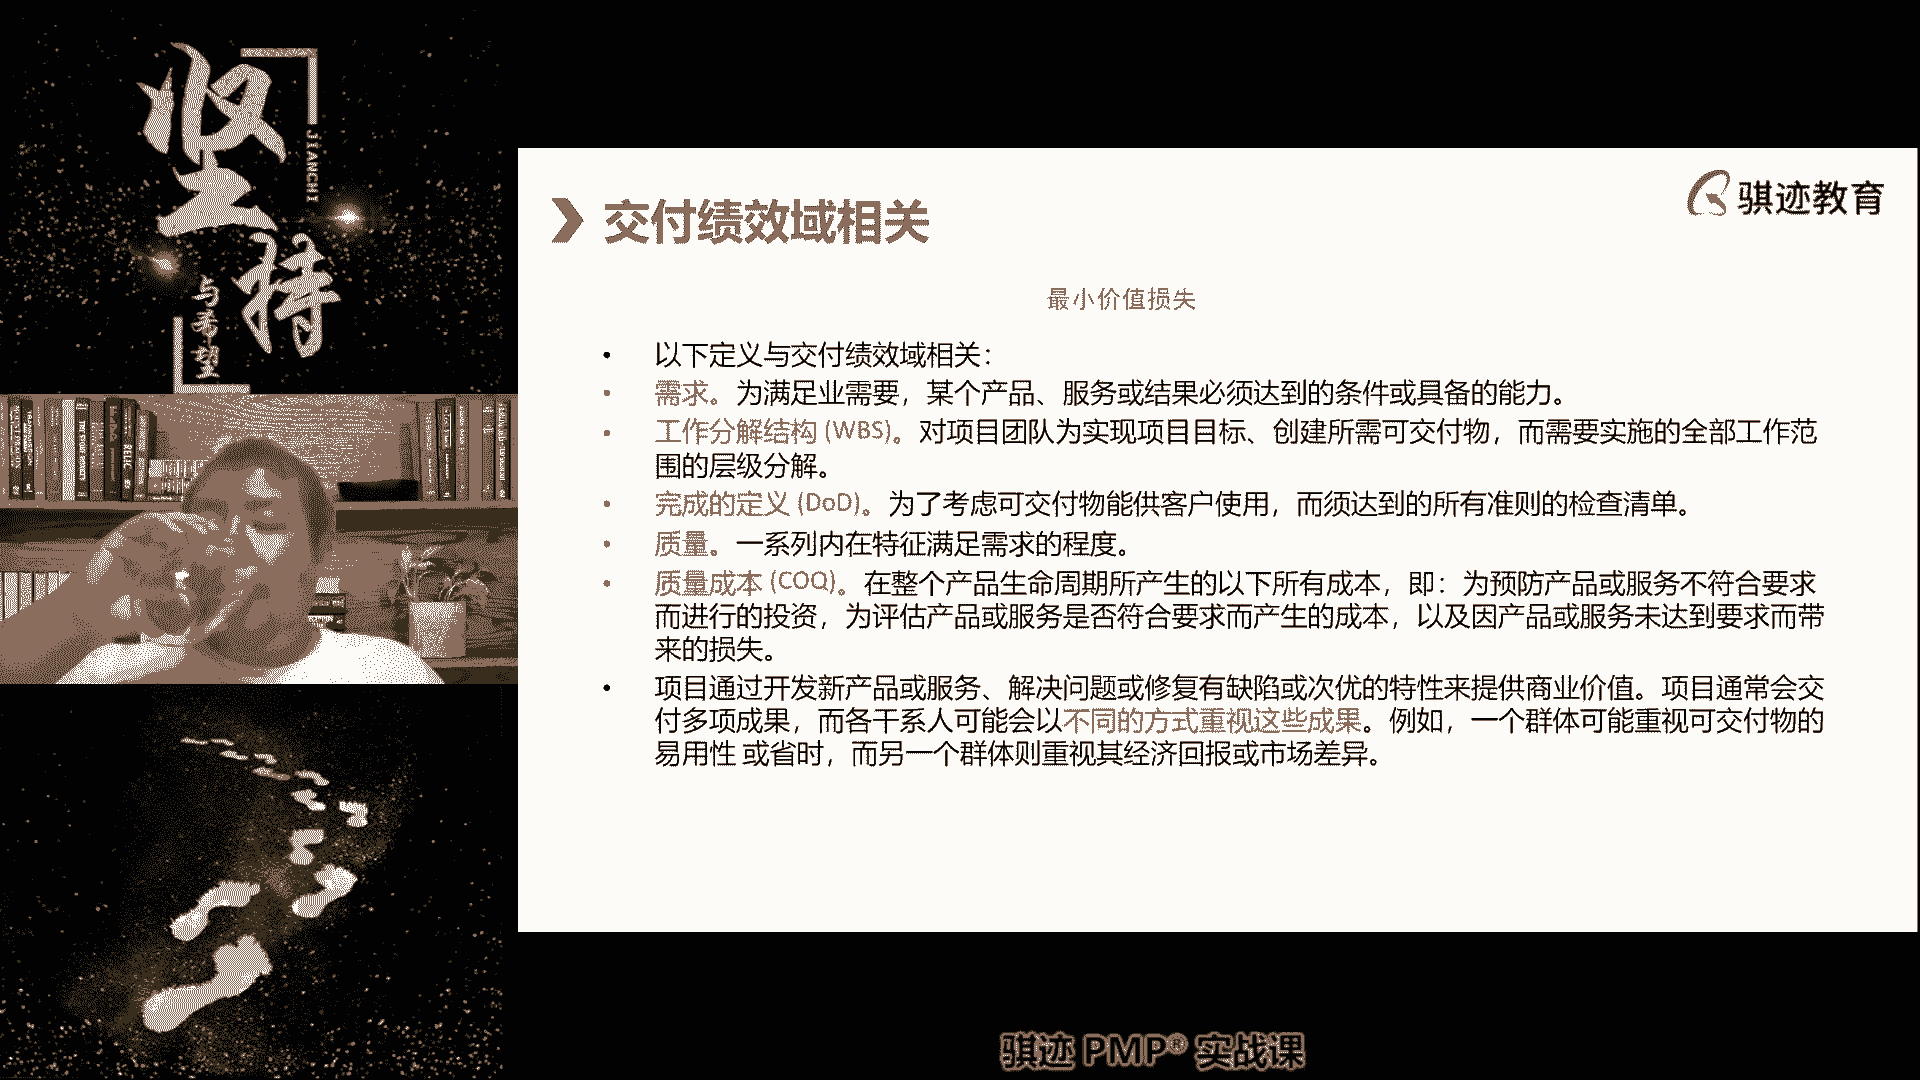 坚持
JIANCHI
与希望
骐迹教育
交付绩效域相关
最小价值损失
以下定义与交付绩效域相关：
需求。为满足业需要，某个产品、服务或结果必须达到的条件或具备的能力。
工作分解结构 (WBS)。对项目团队为实现项目目标、创建所需可交付物，而需要实施的全部工作范
围的层级分解。
完成的定义 (DoD)。为了考虑可交付物能供客户使用，而须达到的所有准则的检查清单。
质量。一系列内在特征满足需求的程度。
质量成本 (COQ)。在整个产品生命周期所产生的以下所有成本，即：为预防产品或服务不符合要求
而进行的投资，为评估产品或服务是否符合要求而产生的成本，以及因产品或服务未达到要求而带
来的损失。
项目通过开发新产品或服务、解决问题或修复有缺陷或次优的特性来提供商业价值。项目通常会交
付多项成果，而各干系人可能会以不同的方式重视这些成果。例如，一个群体可能重视可交付物的
易用性 或省时，而另一个群体则重视其经济回报或市场差异。
骐迹 PMP® 实战课